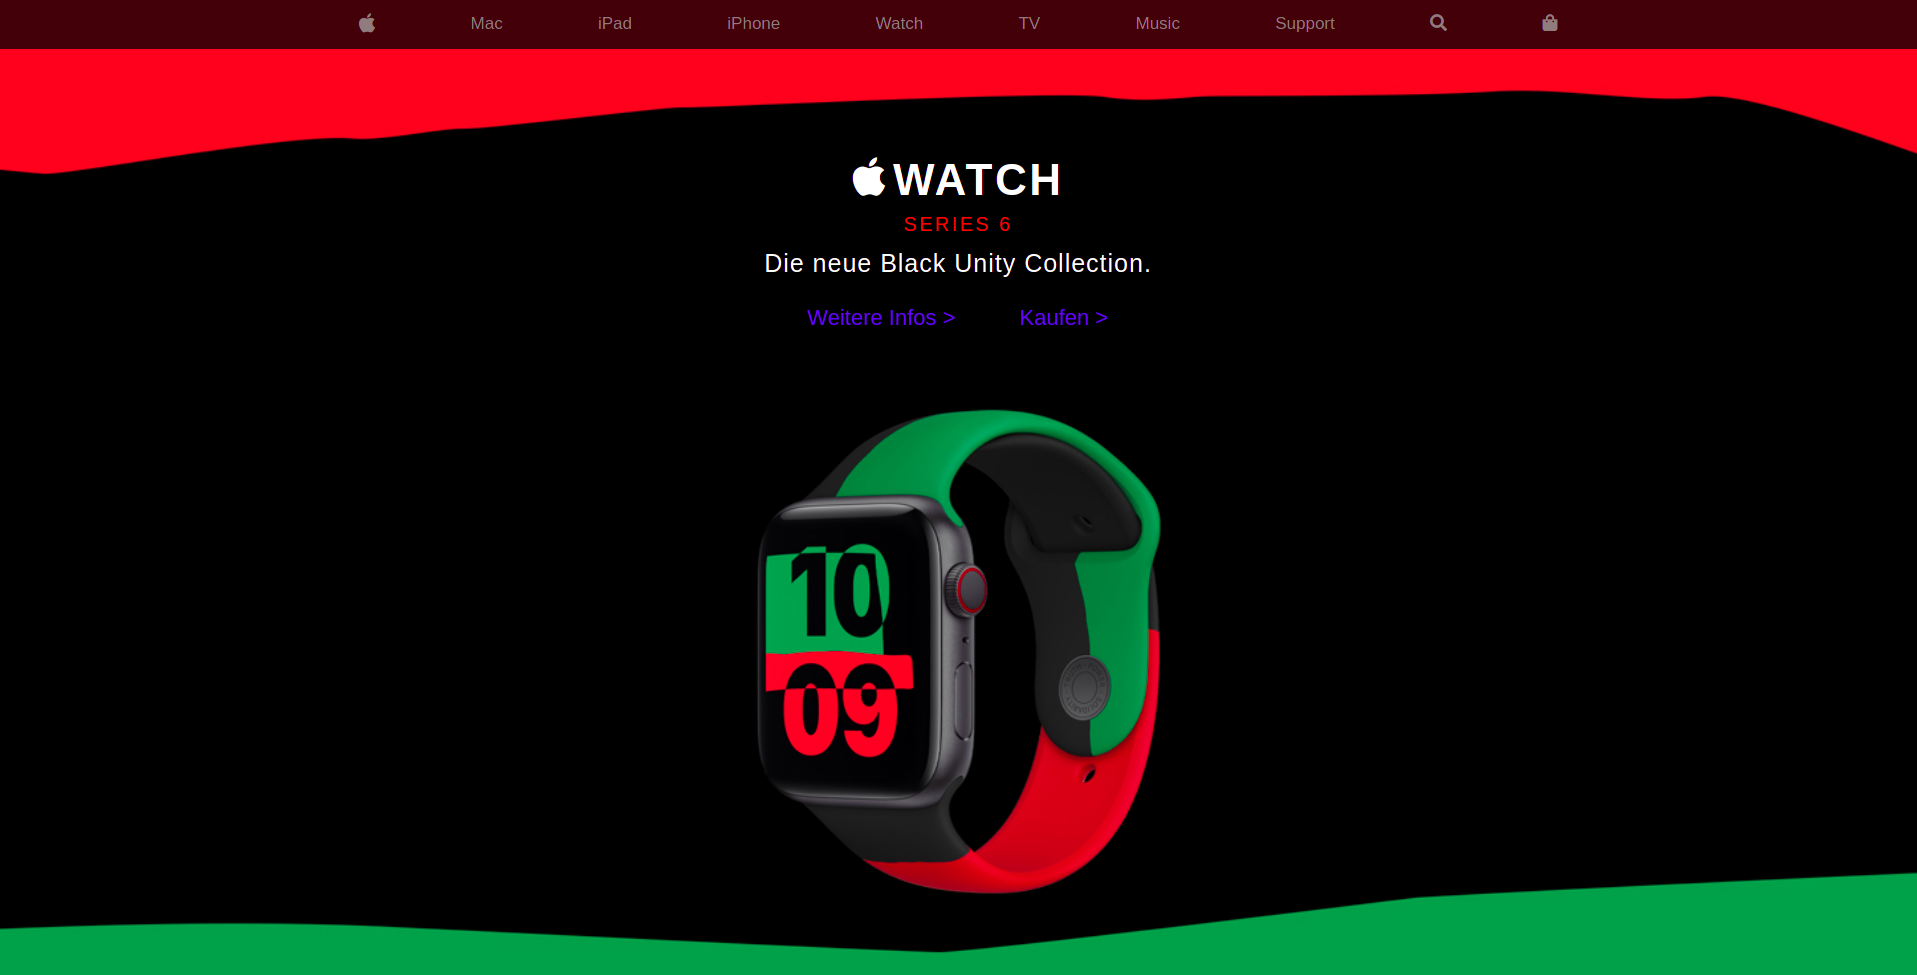 Mac iPad iPhone Watch TV Music Support
WATCH
SERIES 6
Die neue Black Unity Collection.
Weitere Infos > Kaufen >
10
09